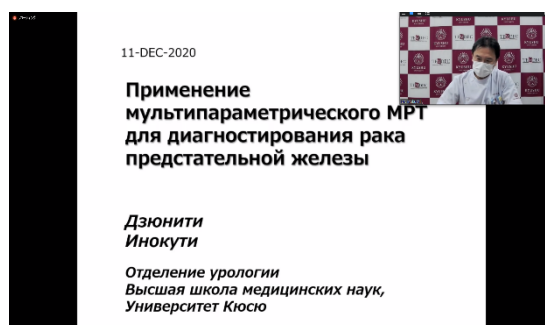 11-DEC-2020
Применение
мультипараметрического МРТ
для диагностирования рака
предстательной железы
Дзюнити
Инокути
Отделение урологии
Высшая школа медицинских наук,
Университет Кюсю